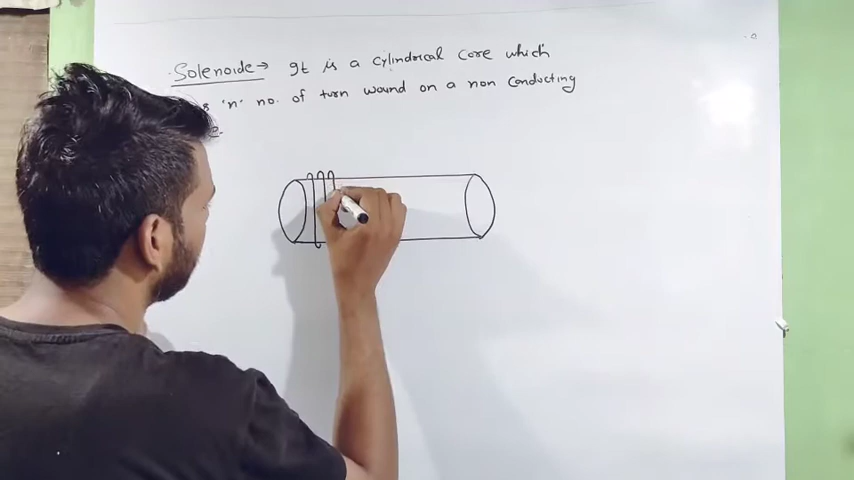 Solenoide → It is a cylindrical Core which
'n' no. of turn wound on a non Conducting